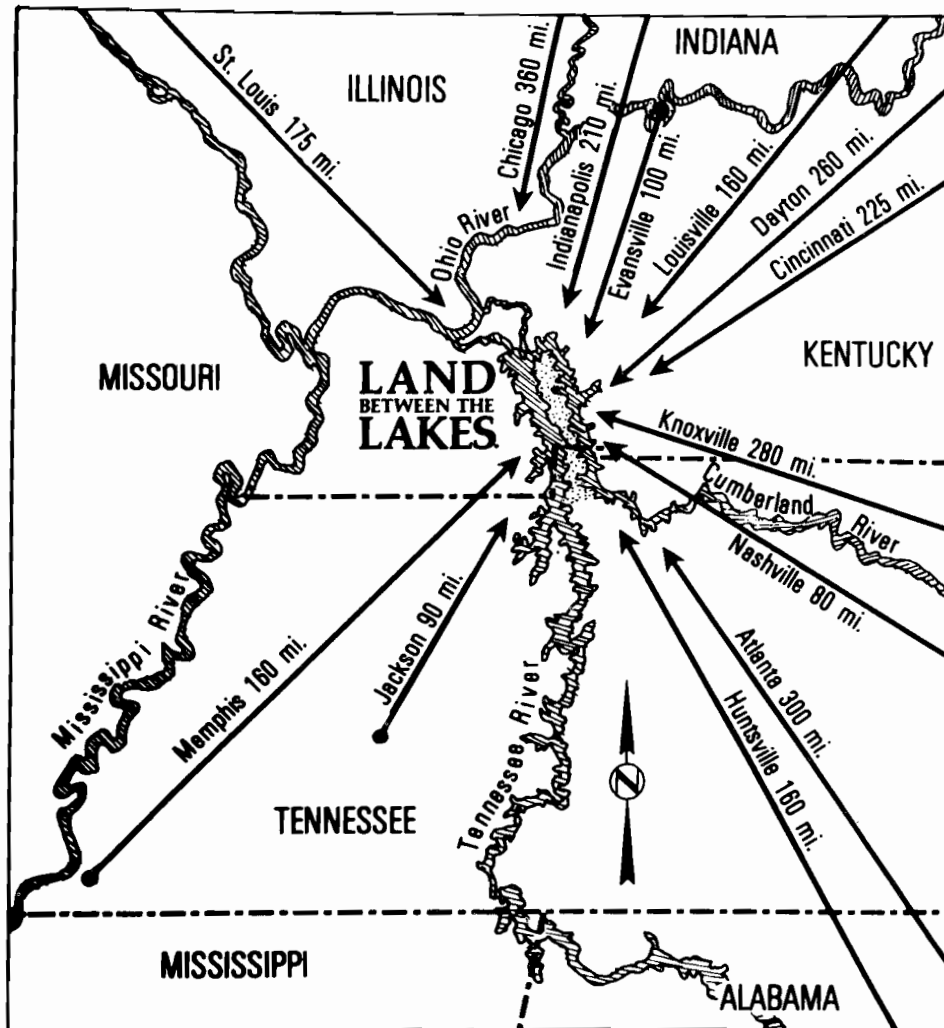 INDIANA
ILLINOIS
St. Louis 175 mi.
Chicago 360 mi.
Indianapolis 210 mi.
Evansville 100 mi.
Louisville 160 mi.
Dayton 260 mi.
Cincinnati 225 mi.
Ohio River
MISSOURI
LAND
BETWEEN THE
LAKES.
KENTUCKY
Knoxville 280 mi.
Cumberland River
Nashville 80 mi.
Mississippi River
Memphis 160 mi.
Jackson 90 mi.
Tennessee River
Atlanta 300 mi.
Huntsville 160 mi.
N
TENNESSEE
MISSISSIPPI
ALABAMA